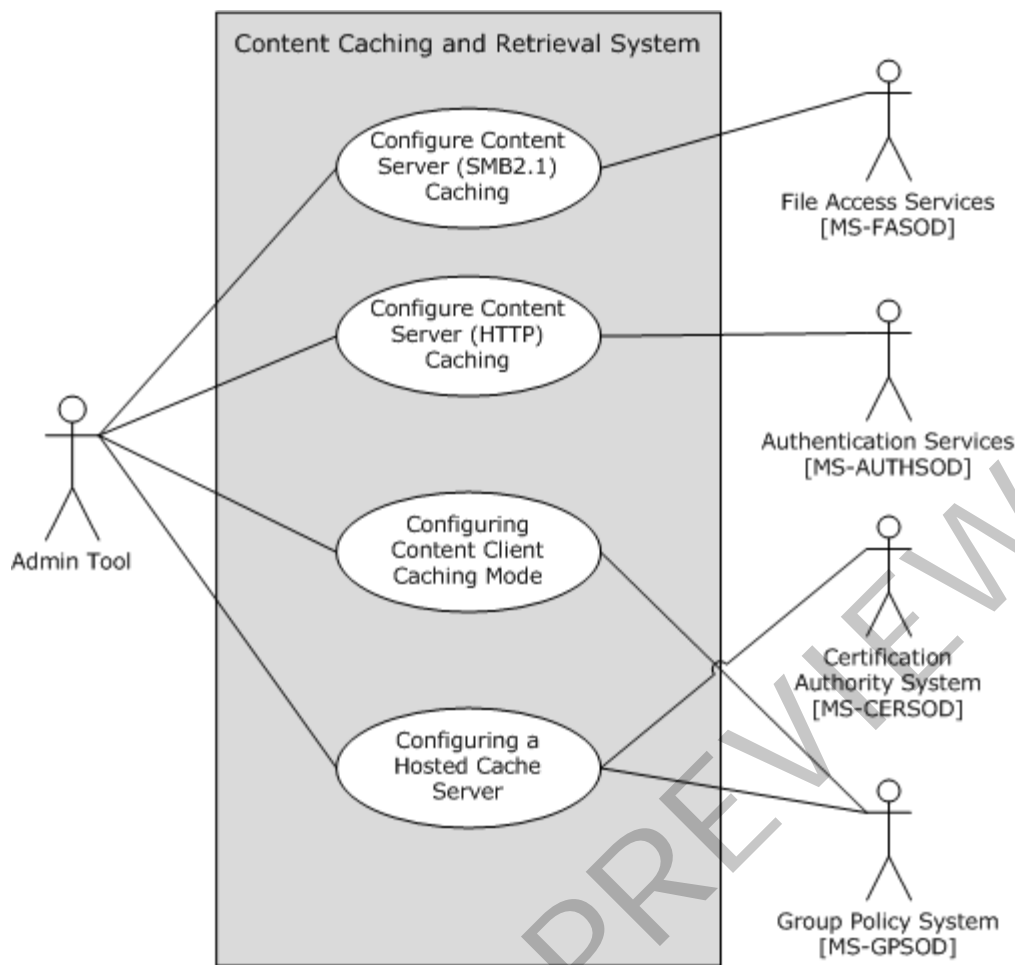 Content Caching and Retrieval System
Configure Content
Server (SMB2.1)
Caching
File Access Services
[MS-FASOD]
Configure Content
Server (HTTP)
Caching
Authentication Services
[MS-AUTHSOD]
Admin Tool
Configuring
Content Client
Caching Mode
Certification
Authority System
[MS-CERSOD]
Configuring a
Hosted Cache
Server
Group Policy System
[MS-GPSOD]
PREVIEW